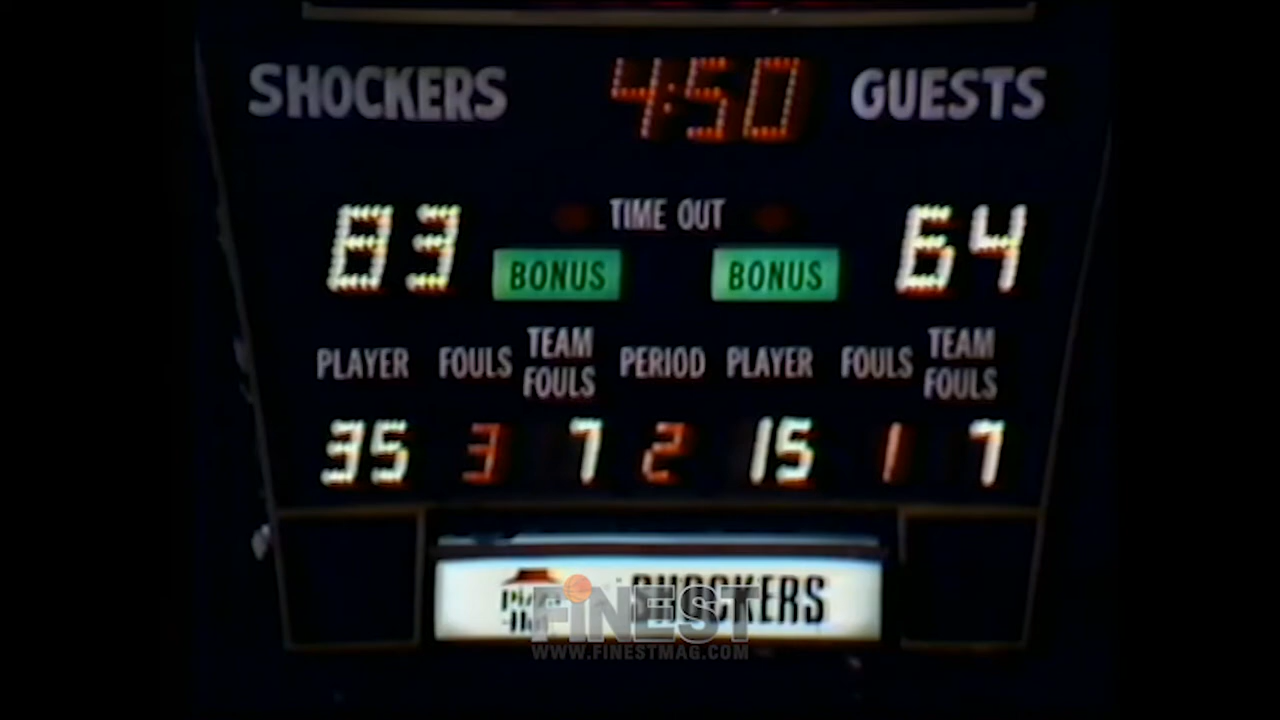 SHOCKERS 4:50 GUESTS
83 TIME OUT 64
BONUS BONUS
PLAYER FOULS TEAM FOULS PERIOD PLAYER FOULS TEAM FOULS
35 3 7 2 15 1 7
SHOCKERS
FINEST
WWW.FINESTMAG.COM